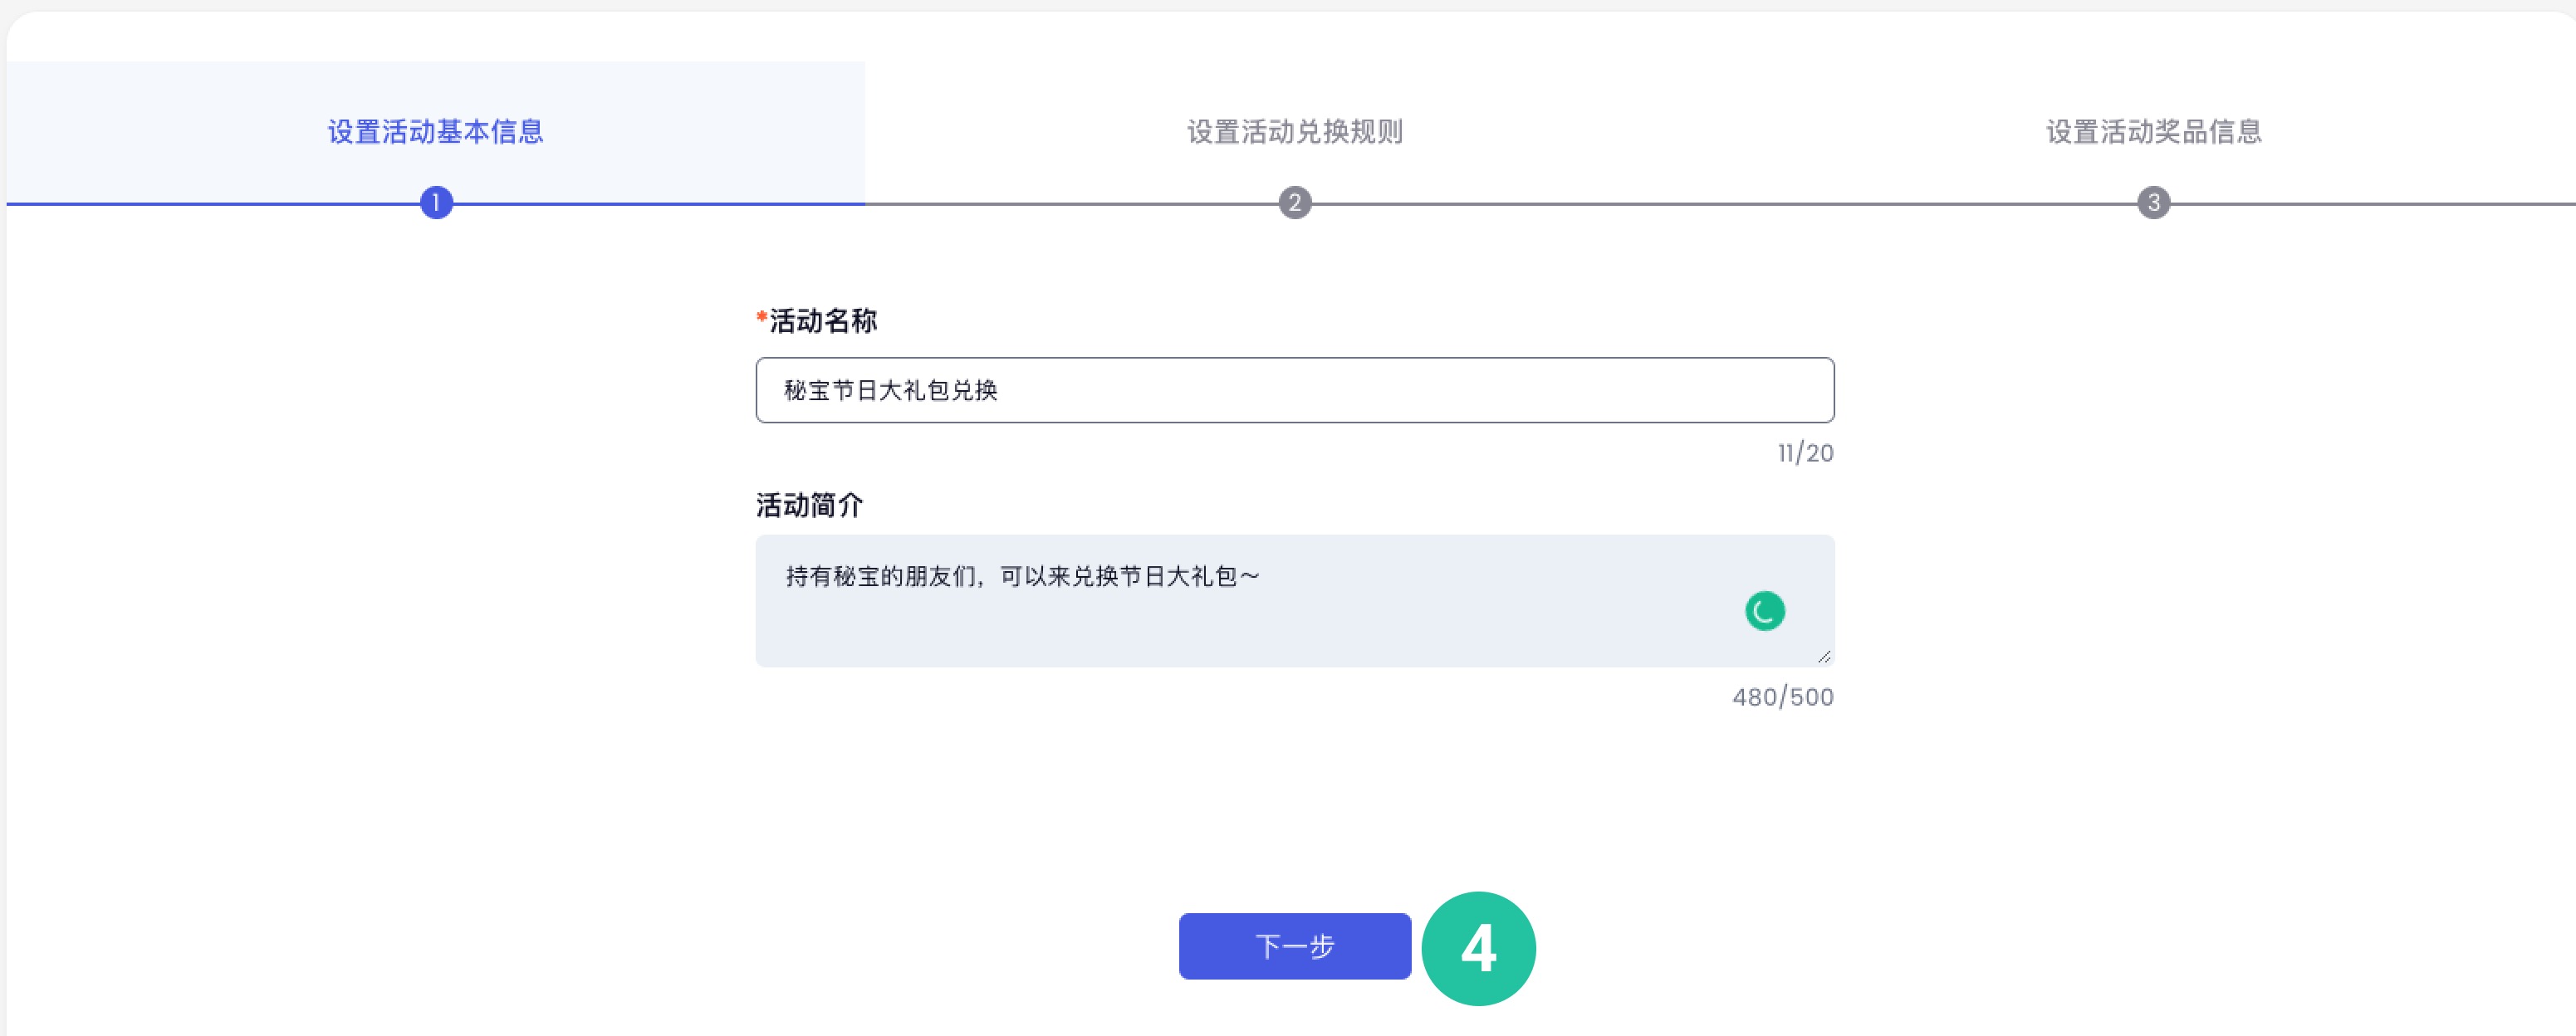 设置活动基本信息
设置活动兑换规则
设置活动奖品信息
1
2
3
*活动名称
秘宝节日大礼包兑换
11/20
活动简介
持有秘宝的朋友们，可以来兑换节日大礼包～
480/500
下一步
4